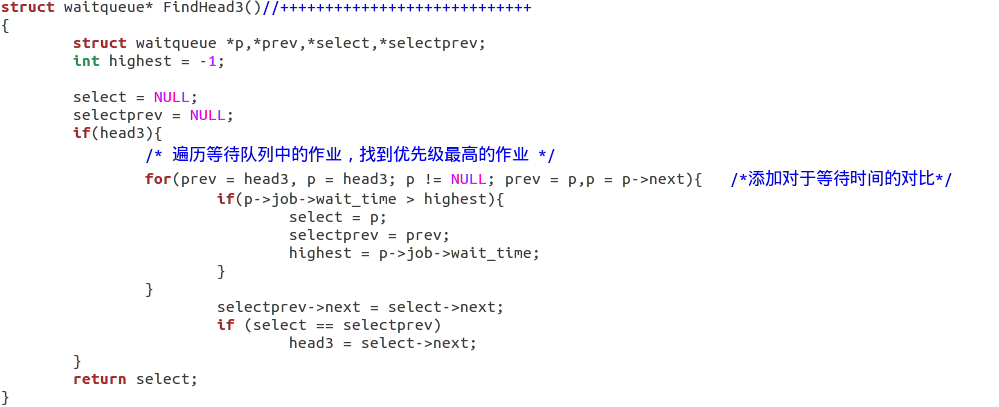 struct waitqueue* FindHead3()//++++++++++++++++++++++++++++
{
        struct waitqueue *p,*prev,*select,*selectprev;
        int highest = -1;

        select = NULL;
        selectprev = NULL;
        if(head3){
                /* 遍历等待队列中的作业，找到优先级最高的作业 */
                for(prev = head3, p = head3; p != NULL; prev = p,p = p->next){   /*添加对于等待时间的对比*/
                        if(p->job->wait_time > highest){
                                select = p;
                                selectprev = prev;
                                highest = p->job->wait_time;
                        }
                }
                        selectprev->next = select->next;
                        if (select == selectprev)
                                head3 = select->next;
        }
        return select;
}